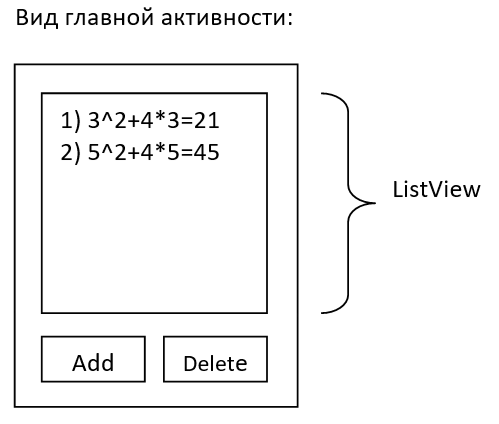 Вид главной активности:
1) 3^2+4*3=21
2) 5^2+4*5=45
ListView
Add
Delete